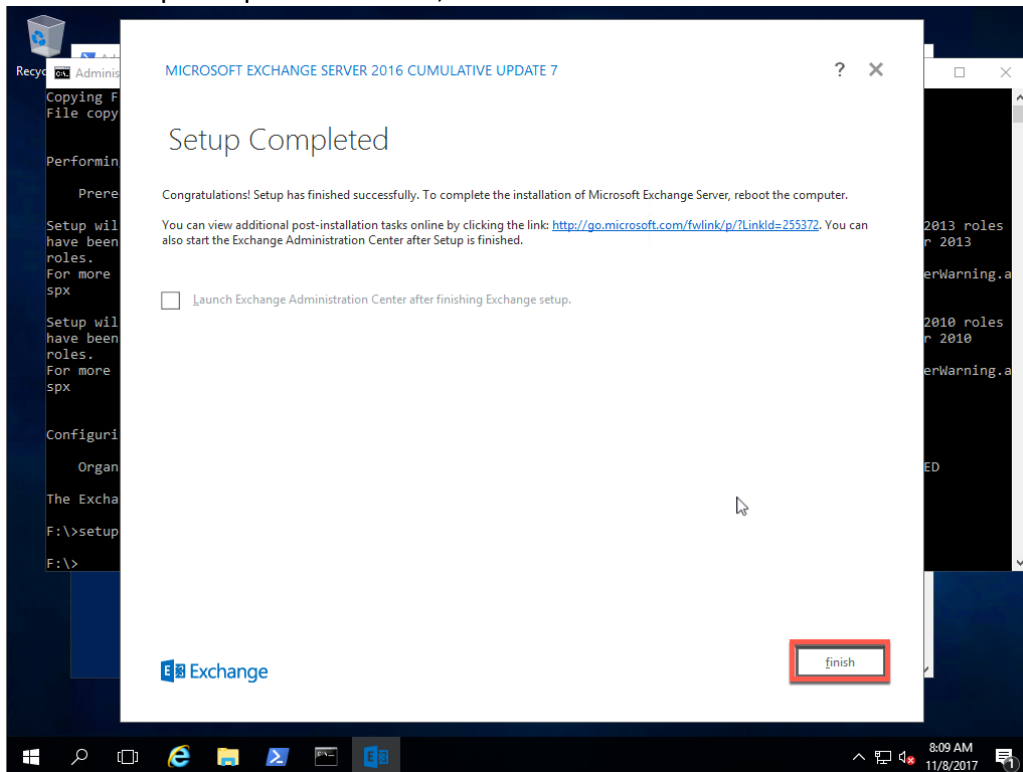 Recyc
Adminis
Copying F
File copy
Performin
Prere
Setup wil
have been
roles.
For more
spx
Setup wil
have been
roles.
For more
spx
Configuri
Organ
The Excha
F:\>setup
F:\>
MICROSOFT EXCHANGE SERVER 2016 CUMULATIVE UPDATE 7
? ✕
Setup Completed
Congratulations! Setup has finished successfully. To complete the installation of Microsoft Exchange Server, reboot the computer.
You can view additional post-installation tasks online by clicking the link: http://go.microsoft.com/fwlink/p/?LinkId=255372. You can
also start the Exchange Administration Center after Setup is finished.
Launch Exchange Administration Center after finishing Exchange setup.
Exchange
finish
2013 roles
r 2013
erWarning.a
2010 roles
r 2010
erWarning.a
ED
8:09 AM
11/8/2017
1